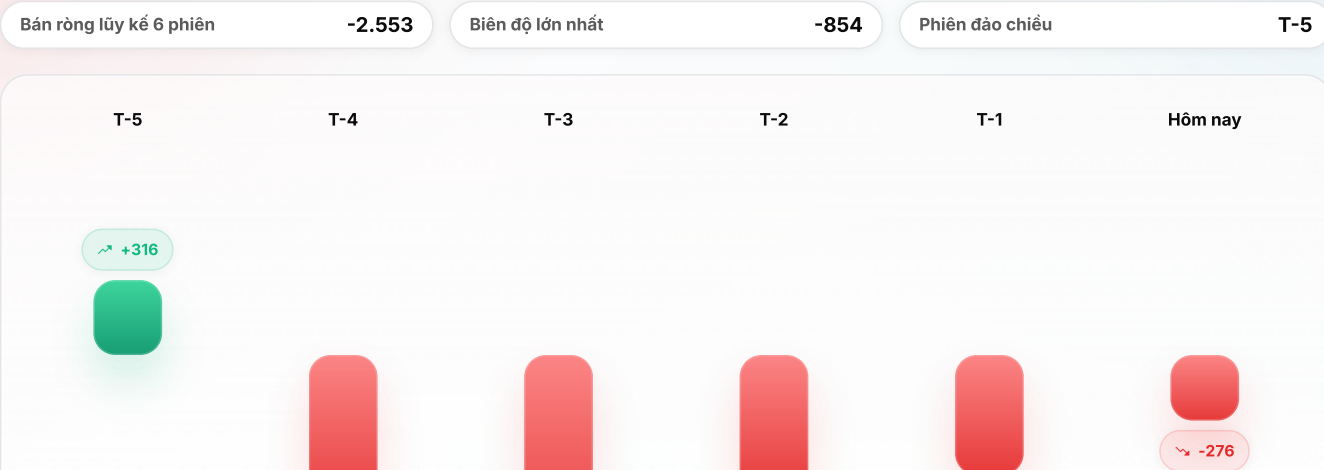 Bán ròng lũy kế 6 phiên -2.553
Biên độ lớn nhất -854
Phiên đảo chiều T-5
T-5 T-4 T-3 T-2 T-1 Hôm nay
+316
-276